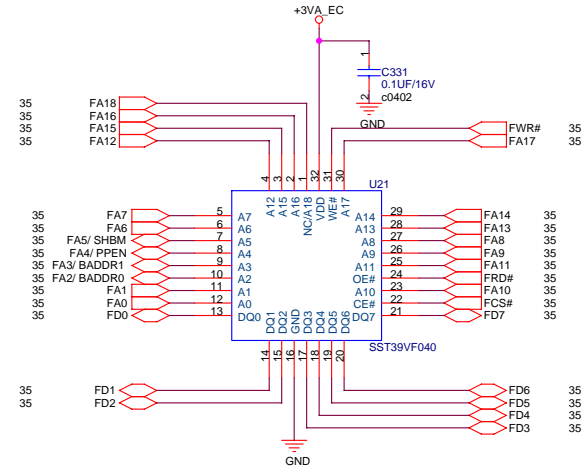 +3VA_EC
1
C331
0.1UF/16V
2
c0402
GND
35 FA18
35 FA16
35 FA15
35 FA12
FWR# 35
FA17 35
4 3 2 1 32 31 30
U21
A12 A15 A16 NC/A18 VDD WE# A17
35 FA7 5 A7 A14 29 FA14 35
35 FA6 6 A6 A13 28 FA13 35
35 FA5/ SHBM 7 A5 A8 27 FA8 35
35 FA4/ PPEN 8 A4 A9 26 FA9 35
35 FA3/ BADDR1 9 A3 A11 25 FA11 35
35 FA2/ BADDR0 10 A2 OE# 24 FRD# 35
35 FA1 11 A1 A10 23 FA10 35
35 FA0 12 A0 CE# 22 FCS# 35
35 FD0 13 DQ0 DQ7 21 FD7 35
DQ1 DQ2 GND DQ3 DQ4 DQ5 DQ6
SST39VF040
14 15 16 17 18 19 20
35 FD1 FD6 35
35 FD2 FD5 35
FD4 35
FD3 35
GND